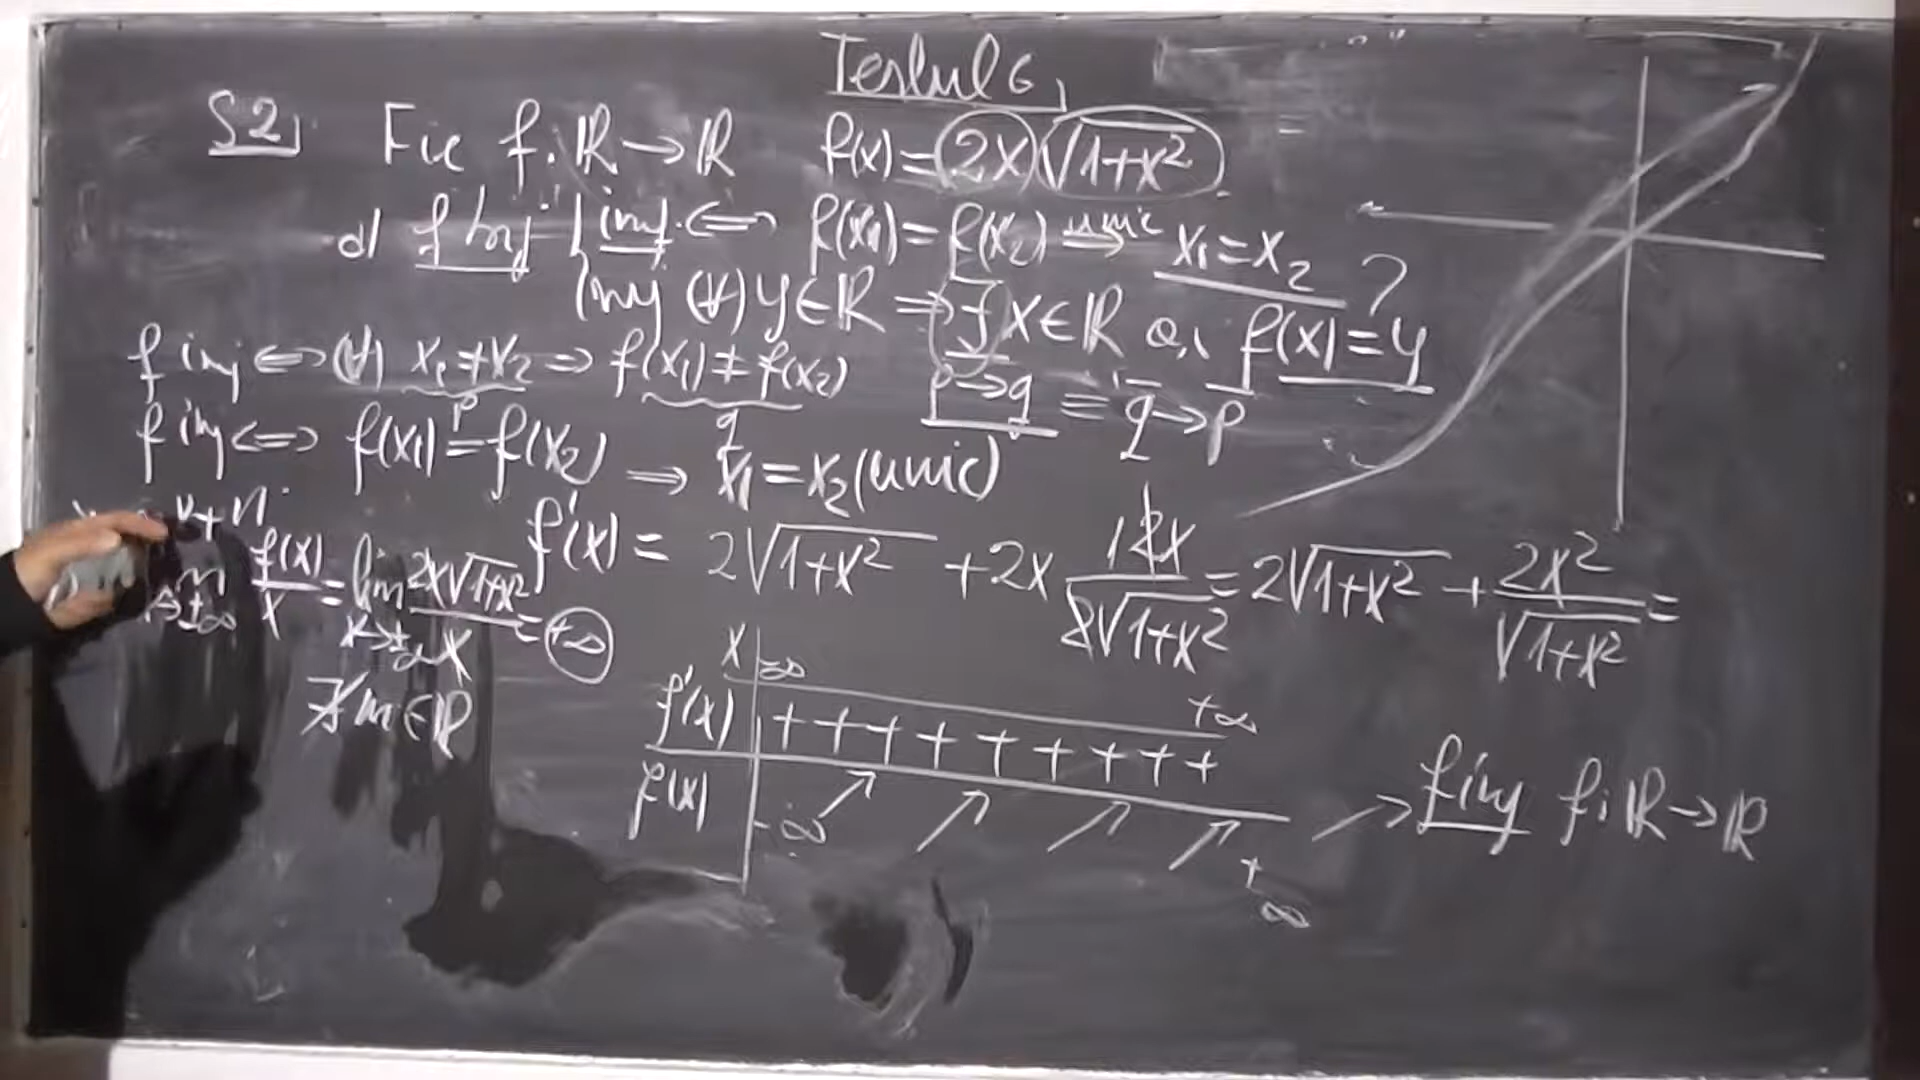 Testul 6
S2 Fie f: ℝ → ℝ f(x) = 2x √(1+x²)
a) f bij { inj. ⇔ f(x₁) = f(x₂) ⇒ unic x₁ = x₂ ?
surj (∀) y ∈ ℝ ⇒ ∃ x ∈ ℝ a.î f(x) = y
f inj ⇔ (∀) x₁ ≠ x₂ ⇒ f(x₁) ≠ f(x₂) p → q ≡ q̅ → p̅
p q
f inj ⇔ f(x₁) = f(x₂) ⇒ x₁ = x₂ (unic)
f'(x) = 2√(1+x²) + 2x 1 2x / 2√(1+x²) = 2√(1+x²) + 2x² / √(1+x²) =
f(x)/x = lim x→±∞ 2x√(1+x²) / x = +∞
∄ m ∈ ℝ
x -∞ +∞
f'(x) + + + + + + + + +
f(x) -∞ ↗ ↗ ↗ ↗ +∞ → f inj f: ℝ → ℝ